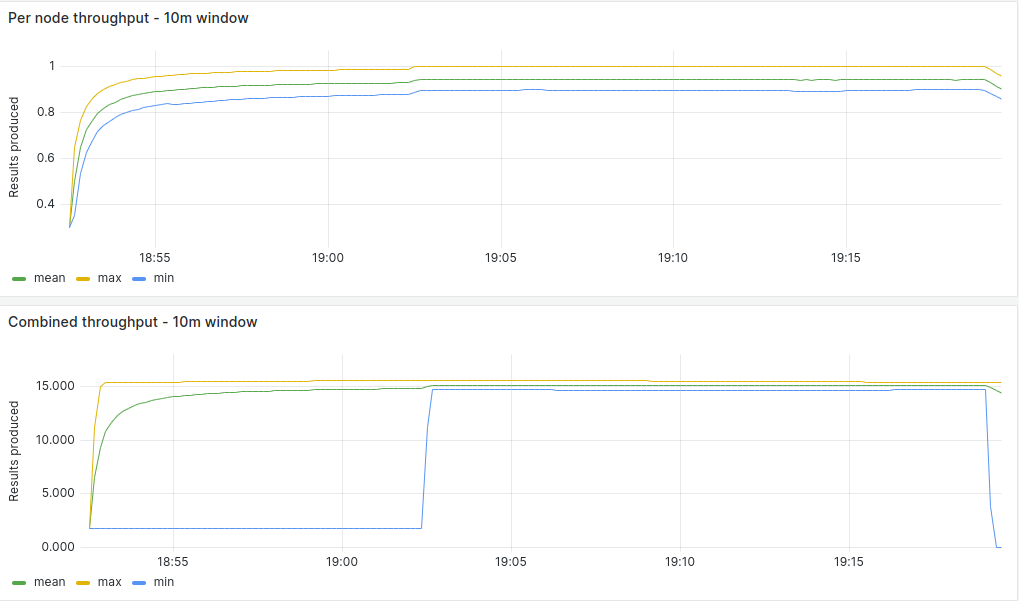 Per node throughput - 10m window
Results produced
1
0.8
0.6
0.4
18:55 19:00 19:05 19:10 19:15
mean max min
Combined throughput - 10m window
Results produced
15.000
10.000
5.000
0.000
18:55 19:00 19:05 19:10 19:15
mean max min